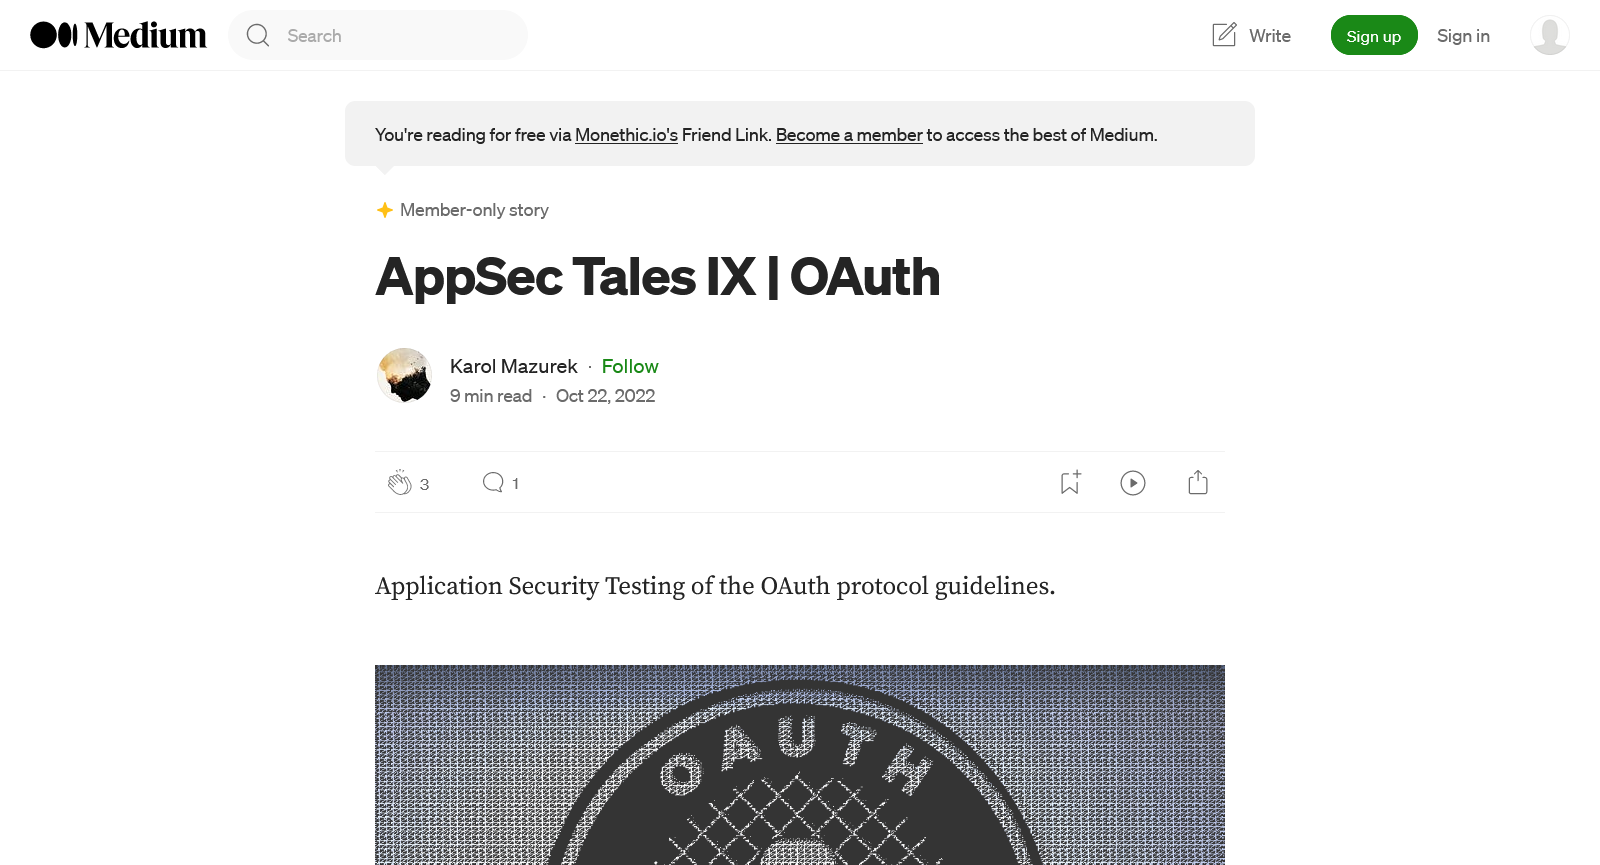 Medium
Search
Write
Sign up
Sign in
You're reading for free via Monethic.io's Friend Link. Become a member to access the best of Medium.
Member-only story
AppSec Tales IX | OAuth
Karol Mazurek · Follow
9 min read · Oct 22, 2022
3
1
Application Security Testing of the OAuth protocol guidelines.
OAUTH